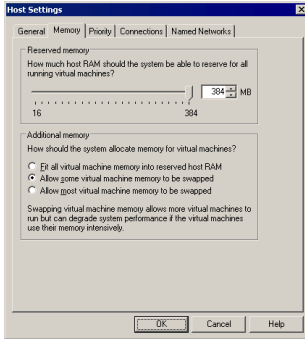 Host Settings
General Memory Priority Connections Named Networks
Reserved memory
How much host RAM should the system be able to reserve for all
running virtual machines?
384 MB
16 384
Additional memory
How should the system allocate memory for virtual machines?
Fit all virtual machine memory into reserved host RAM
Allow some virtual machine memory to be swapped
Allow most virtual machine memory to be swapped
Swapping virtual machine memory allows more virtual machines to
run but can degrade system performance if the virtual machines
use their memory intensively.
OK Cancel Help